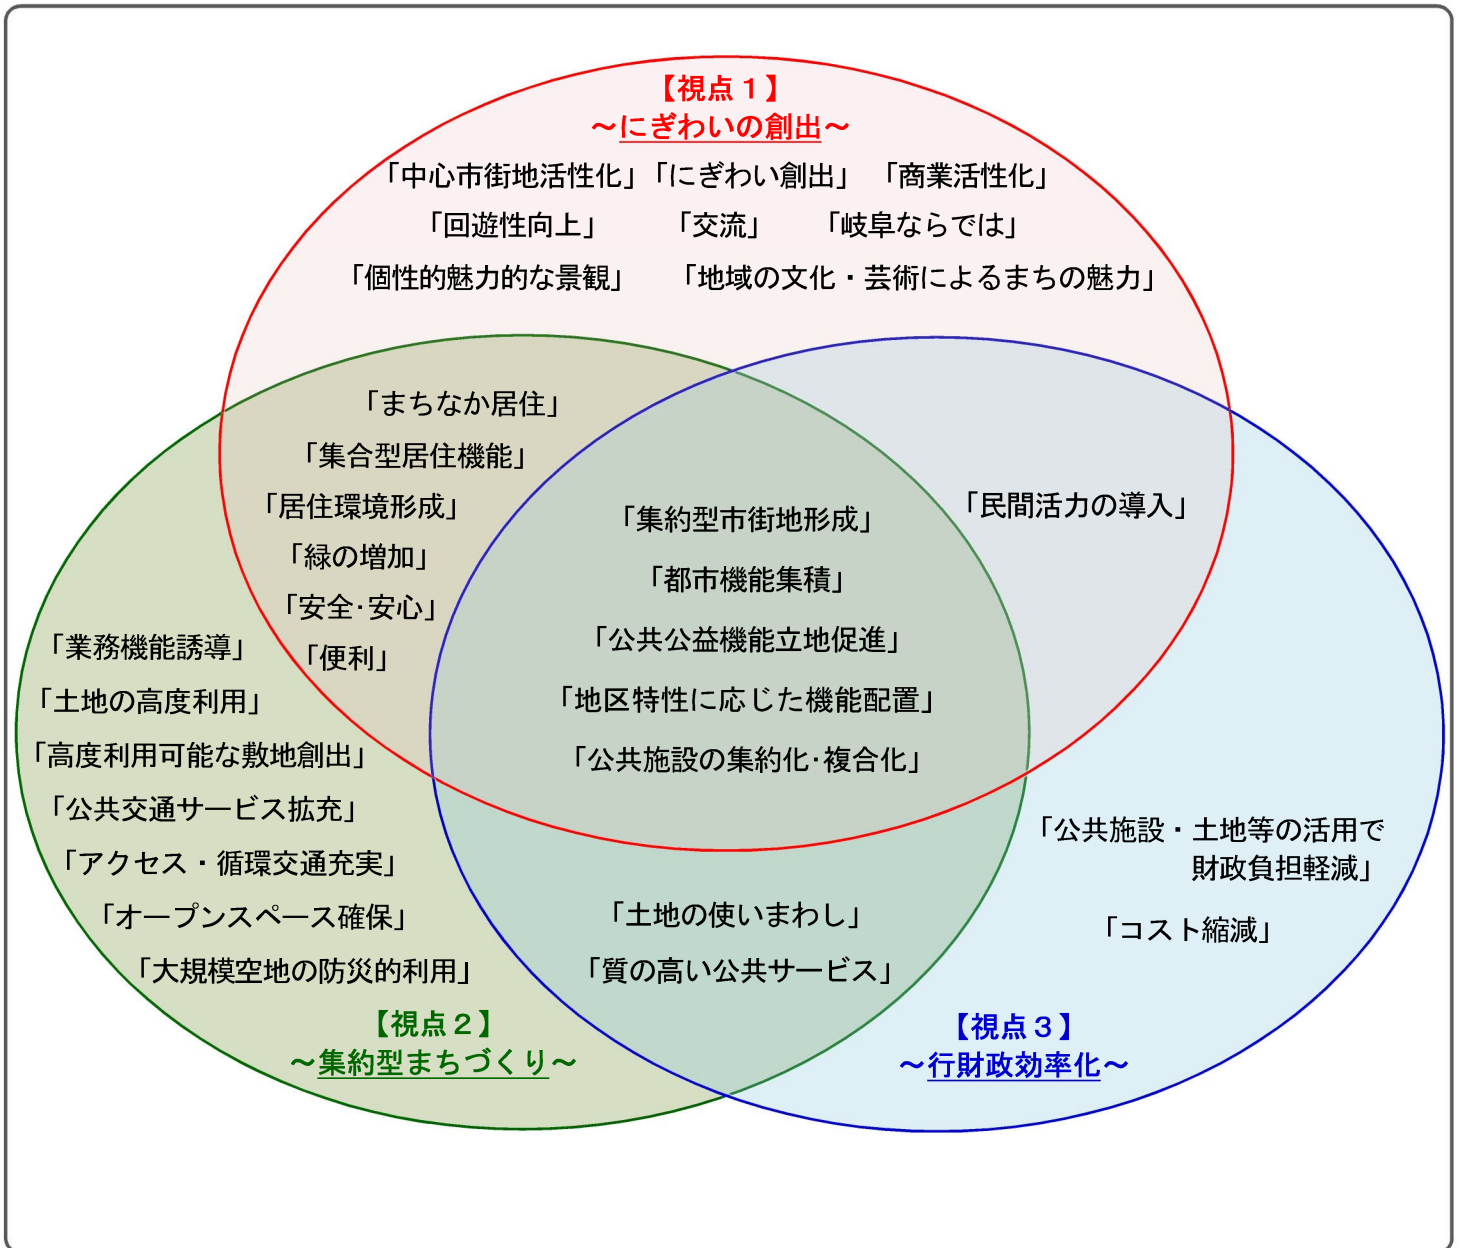 【視点１】
～にぎわいの創出～
「中心市街地活性化」「にぎわい創出」 「商業活性化」
「回遊性向上」 「交流」 「岐阜ならでは」
「個性的魅力的な景観」 「地域の文化・芸術によるまちの魅力」
「まちなか居住」
「集合型居住機能」
「居住環境形成」
「緑の増加」
「安全・安心」
「便利」
「集約型市街地形成」
「都市機能集積」
「公共公益機能立地促進」
「地区特性に応じた機能配置」
「公共施設の集約化・複合化」
「民間活力の導入」
「業務機能誘導」
「土地の高度利用」
「高度利用可能な敷地創出」
「公共交通サービス拡充」
「アクセス・循環交通充実」
「オープンスペース確保」
「大規模空地の防災的利用」
【視点２】
～集約型まちづくり～
「土地の使いまわし」
「質の高い公共サービス」
「公共施設・土地等の活用で
財政負担軽減」
「コスト縮減」
【視点３】
～行財政効率化～